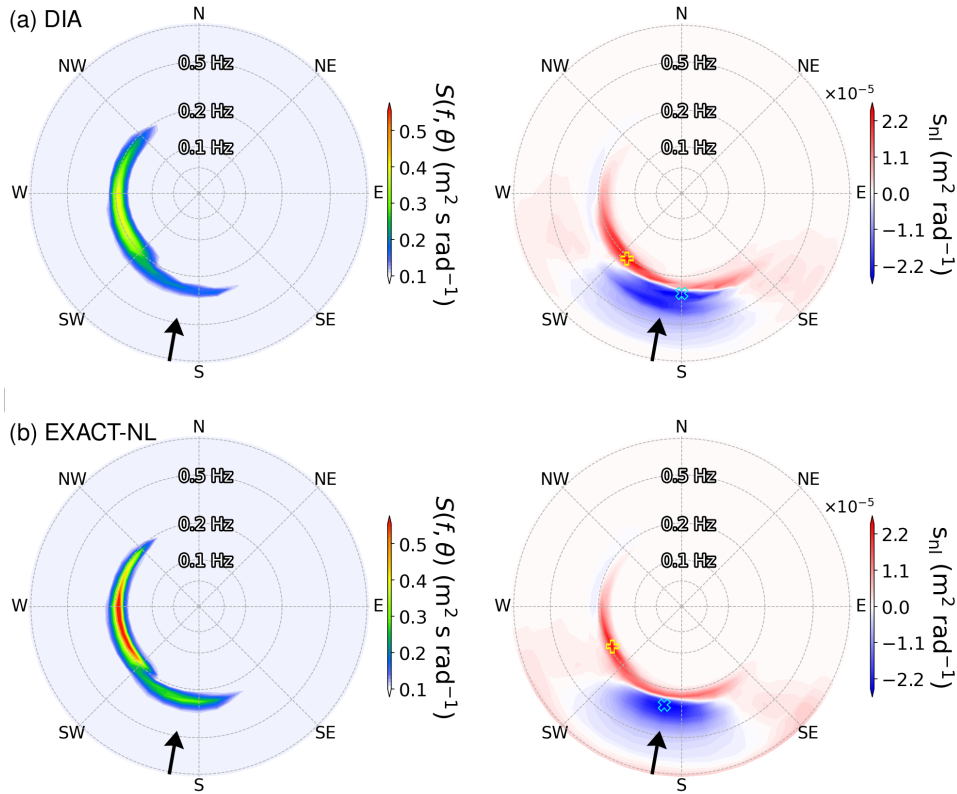 (a) DIA
N
NE
E
SE
S
SW
W
NW
0.5 Hz
0.2 Hz
0.1 Hz
0.5
0.4
0.3
0.2
0.1
S(f, θ) (m² s rad⁻¹)
N
NE
E
SE
S
SW
W
NW
0.5 Hz
0.2 Hz
0.1 Hz
×10⁻⁵
2.2
1.1
0.0
−1.1
−2.2
sₙₗ (m² rad⁻¹)
(b) EXACT-NL
N
NE
E
SE
S
SW
W
NW
0.5 Hz
0.2 Hz
0.1 Hz
0.5
0.4
0.3
0.2
0.1
S(f, θ) (m² s rad⁻¹)
N
NE
E
SE
S
SW
W
NW
0.5 Hz
0.2 Hz
0.1 Hz
×10⁻⁵
2.2
1.1
0.0
−1.1
−2.2
sₙₗ (m² rad⁻¹)